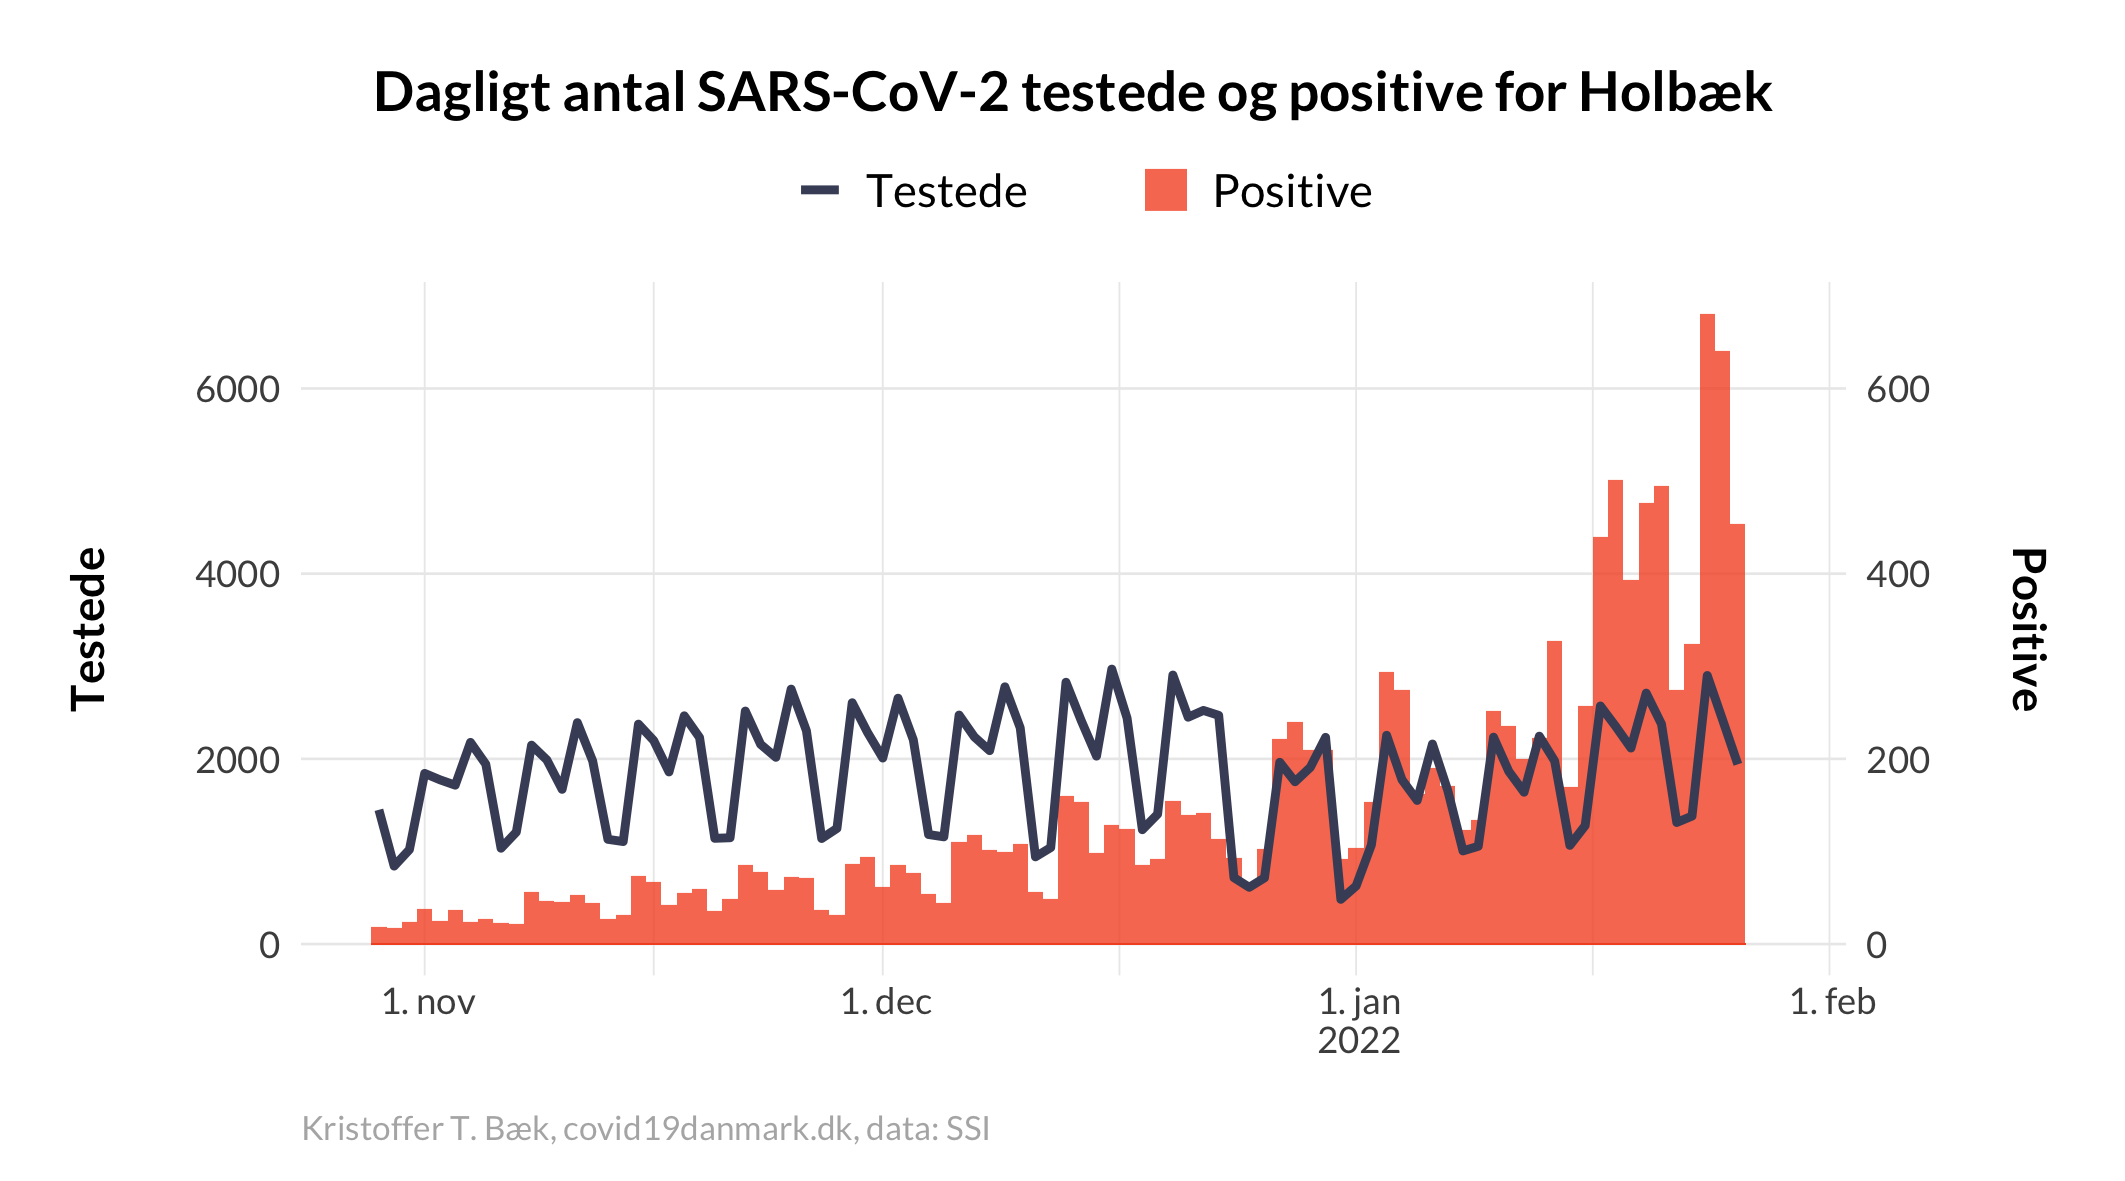 Dagligt antal SARS-CoV-2 testede og positive for Holbæk
Testede Positive
6000 600
4000 400
2000 200
0 0
Testede
Positive
1. nov 1. dec 1. jan 1. feb
2022
Kristoffer T. Bæk, covid19danmark.dk, data: SSI